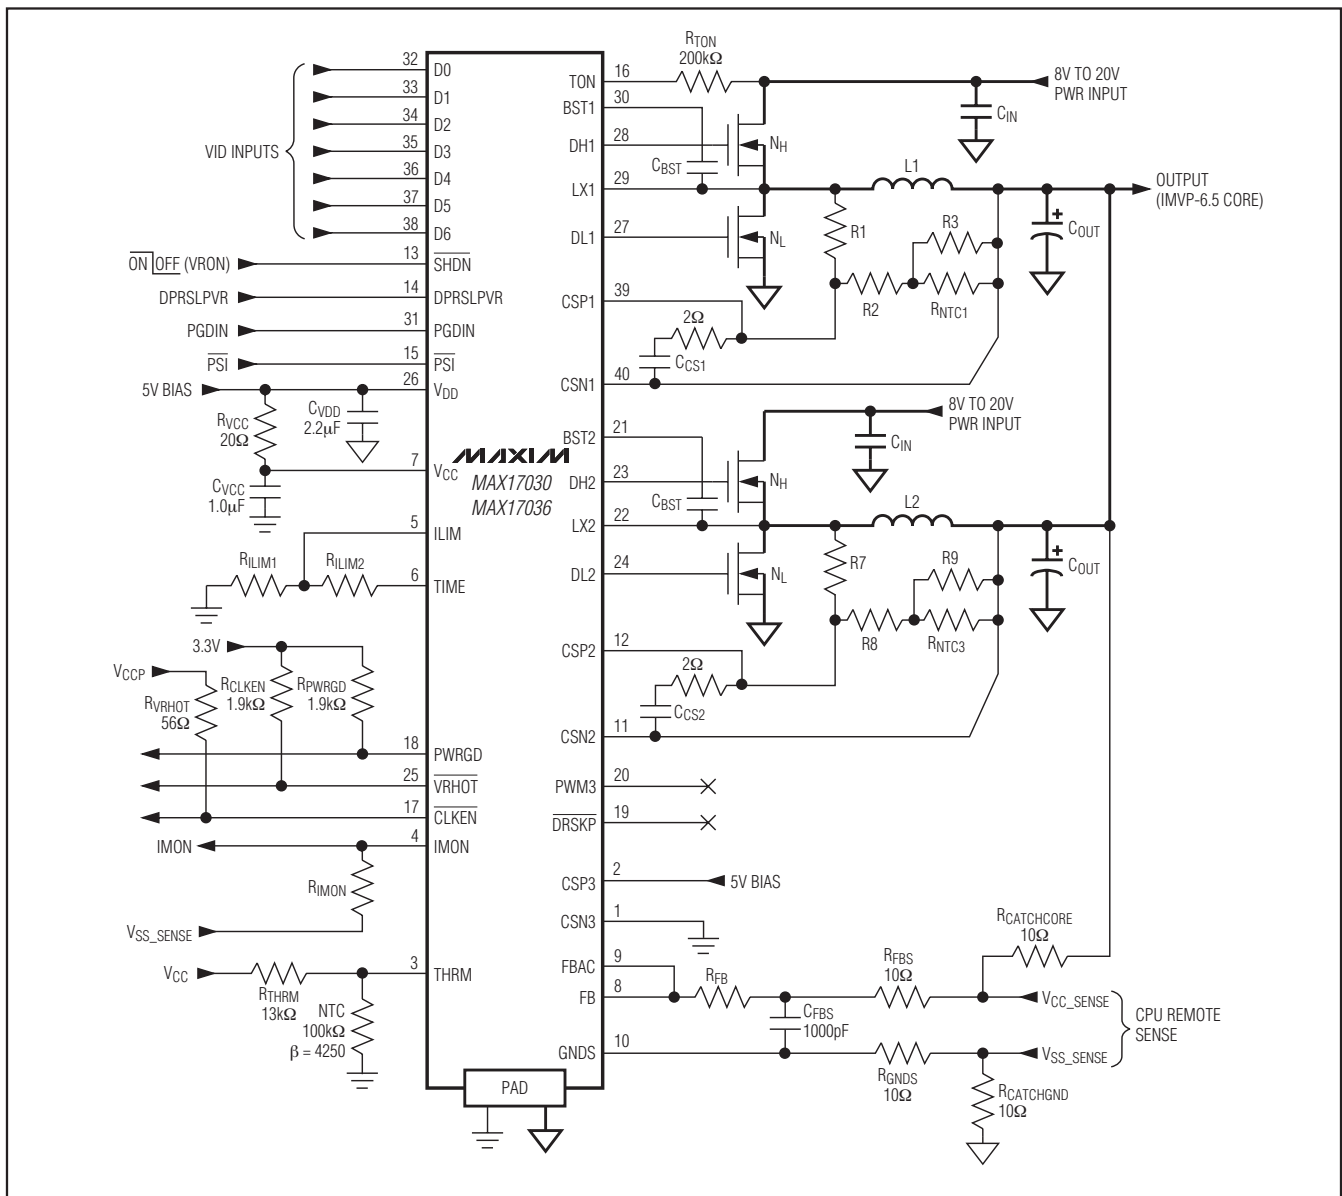 VID INPUTS
32
D0
33
D1
34
D2
35
D3
36
D4
37
D5
38
D6
ON OFF (VRON)
13
SHDN
DPRSLPVR
14
DPRSLPVR
PGDIN
31
PGDIN
PSI
15
PSI
5V BIAS
26
VDD
RVCC
20Ω
CVDD
2.2µF
7
VCC
CVCC
1.0µF
5
ILIM
RILIM1
RILIM2
6
TIME
3.3V
VCCP
RVRHOT
56Ω
RCLKEN
1.9kΩ
RPWRGD
1.9kΩ
18
PWRGD
25
VRHOT
17
CLKEN
IMON
4
IMON
RIMON
VSS_SENSE
VCC
RTHRM
13kΩ
3
THRM
NTC
100kΩ
β = 4250
MAXIM
MAX17030
MAX17036
PAD
TON
16
RTON
200kΩ
8V TO 20V
PWR INPUT
CIN
BST1
30
DH1
28
NH
CBST
LX1
29
L1
OUTPUT
(IMVP-6.5 CORE)
DL1
27
NL
R1
R3
COUT
R2
RNTC1
CSP1
39
2Ω
CCS1
CSN1
40
8V TO 20V
PWR INPUT
CIN
BST2
21
DH2
23
NH
CBST
LX2
22
L2
DL2
24
NL
R7
R9
COUT
R8
RNTC3
CSP2
12
2Ω
CCS2
CSN2
11
PWM3
20
DRSKP
19
CSP3
2
5V BIAS
CSN3
1
FBAC
9
FB
8
RFB
RFBS
10Ω
RCATCHCORE
10Ω
VCC_SENSE
CFBS
1000pF
CPU REMOTE
SENSE
GNDS
10
RGNDS
10Ω
VSS_SENSE
RCATCHGND
10Ω